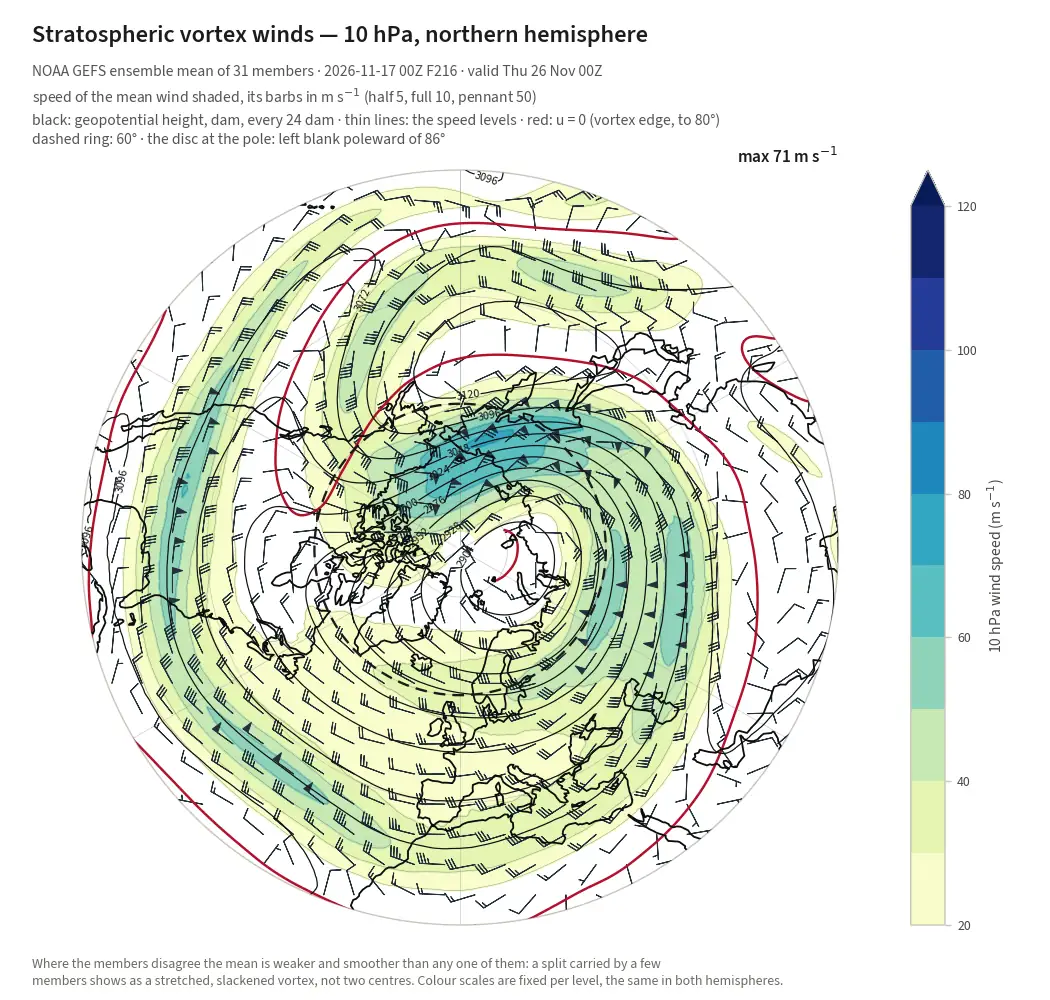 Stratospheric vortex winds — 10 hPa, northern hemisphere
NOAA GEFS ensemble mean of 31 members · 2026-11-17 00Z F216 · valid Thu 26 Nov 00Z
speed of the mean wind shaded, its barbs in m s⁻¹ (half 5, full 10, pennant 50)
black: geopotential height, dam, every 24 dam · thin lines: the speed levels · red: u = 0 (vortex edge, to 80°)
dashed ring: 60° · the disc at the pole: left blank poleward of 86°
max 71 m s⁻¹
3096
3072
3120
3096
3096
3096
120
100
80
60
40
20
10 hPa wind speed (m s⁻¹)
Where the members disagree the mean is weaker and smoother than any one of them: a split carried by a few
members shows as a stretched, slackened vortex, not two centres. Colour scales are fixed per level, the same in both hemispheres.